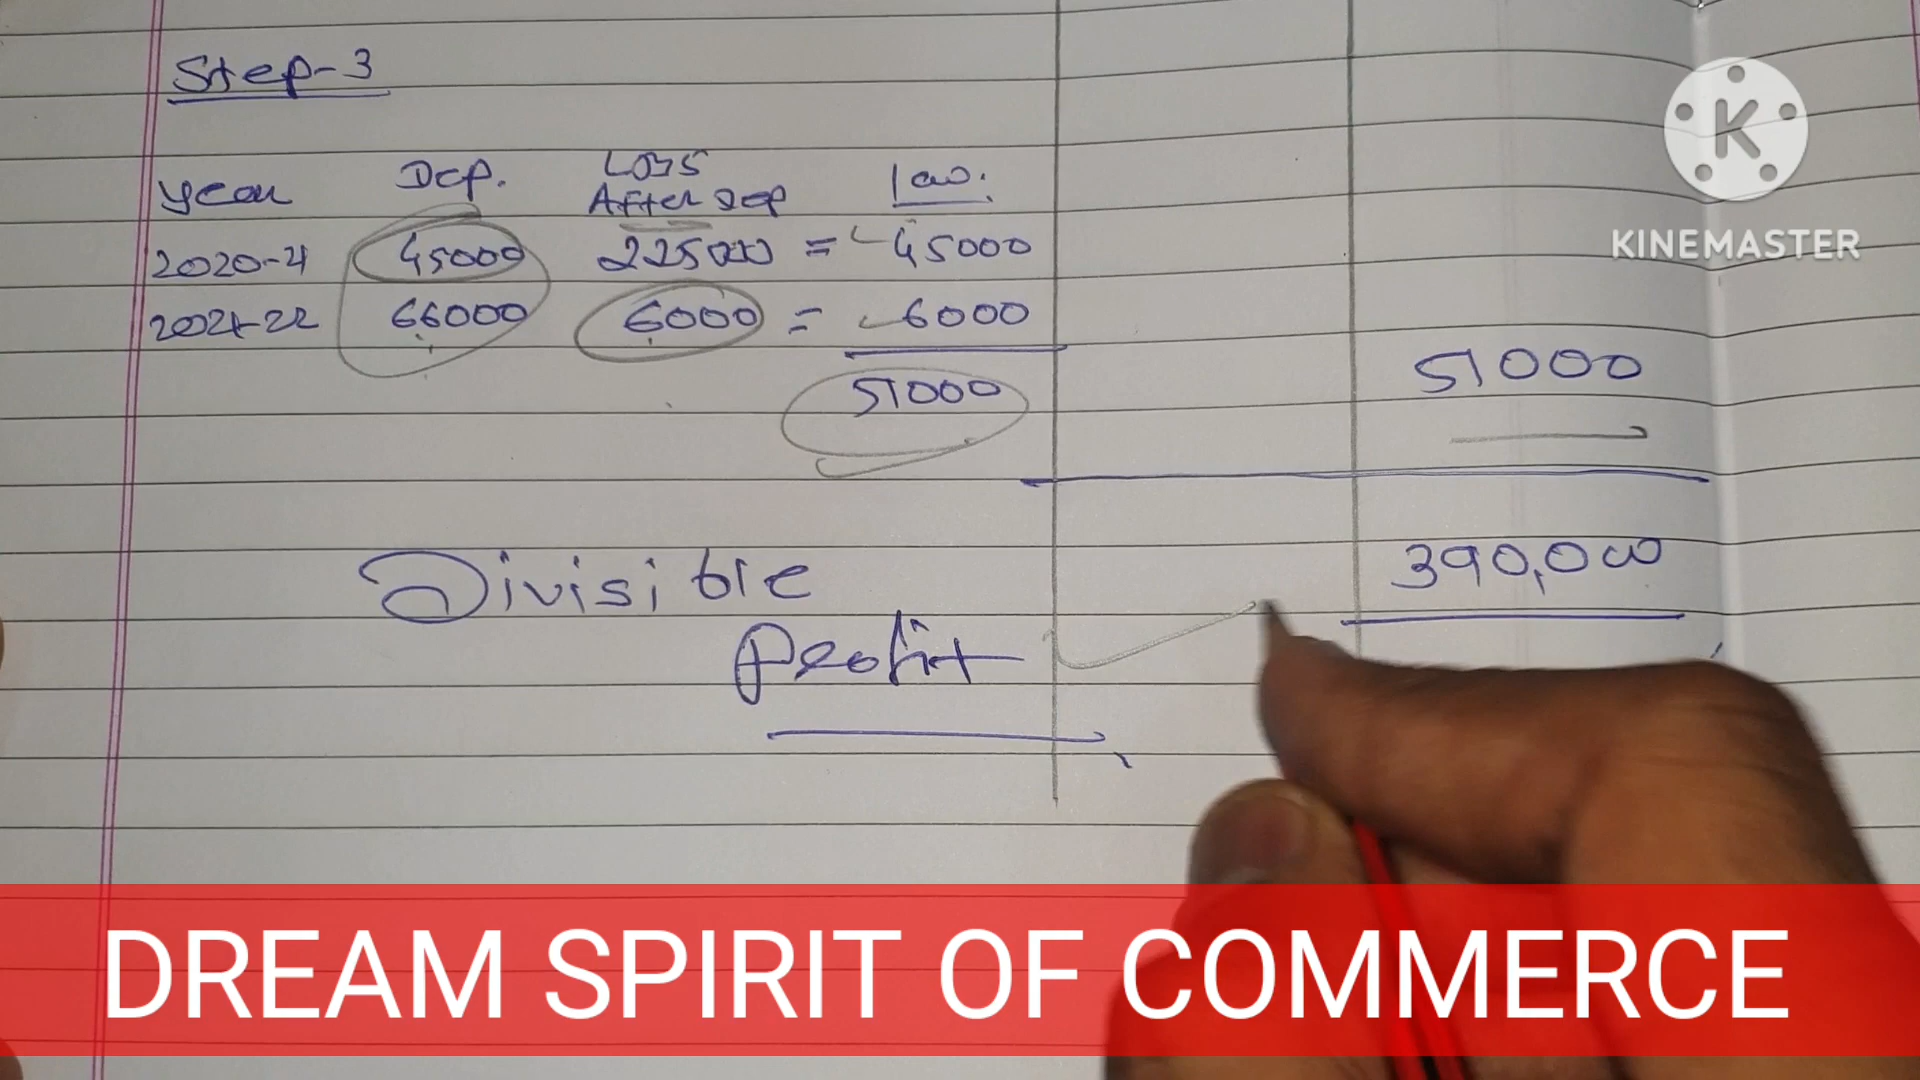 Step-3
year Dep. Loss After Dep Low.
2020-21 45000 225000 = 45000
2021-22 66000 6000 = 6000
51000 51000
Divisible 390,000
Profit
K
KINEMASTER
DREAM SPIRIT OF COMMERCE